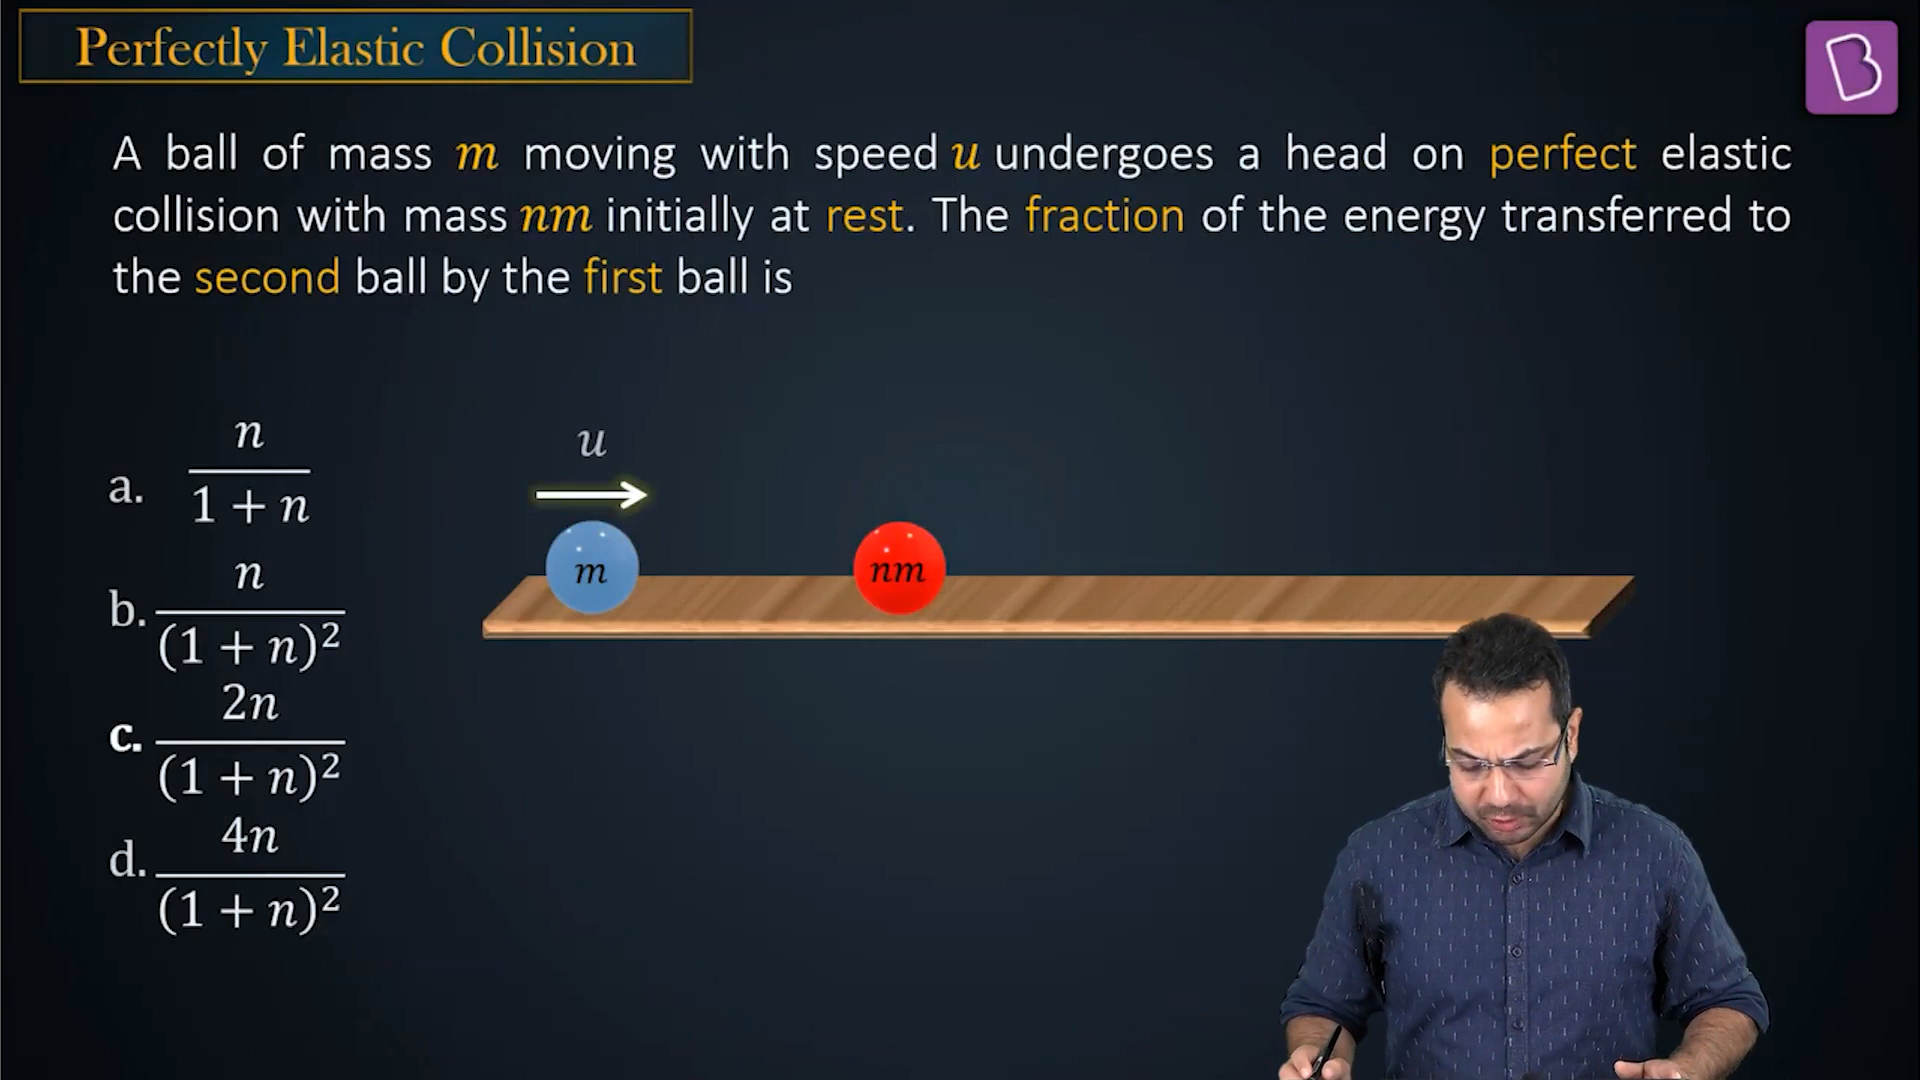 Perfectly Elastic Collision
B
A ball of mass m moving with speed u undergoes a head on perfect elastic
collision with mass nm initially at rest. The fraction of the energy transferred to
the second ball by the first ball is
a. n
1 + n
b. n
(1 + n)²
c. 2n
(1 + n)²
d. 4n
(1 + n)²
u
m
nm